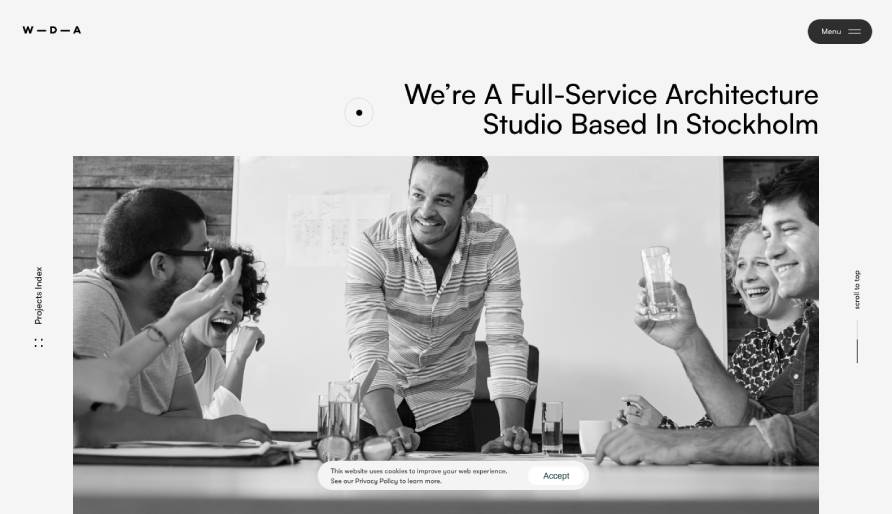 W—D—A
Menu
We’re A Full-Service Architecture
Studio Based In Stockholm
Projects Index
scroll to top
This website uses cookies to improve your web experience.
See our Privacy Policy to learn more.
Accept